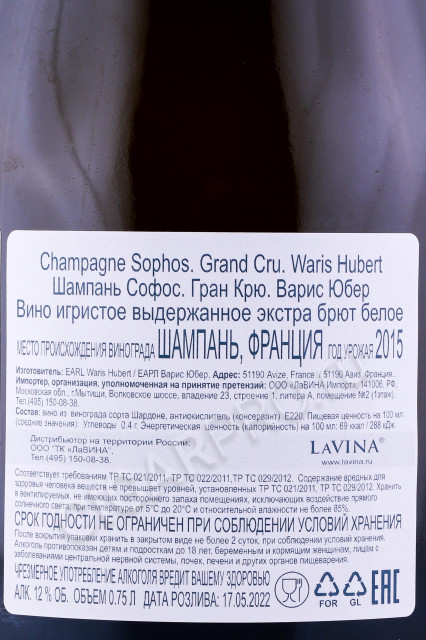 Champagne Sophos. Grand Cru. Waris Hubert
Шампань Софос. Гран Крю. Варис Юбер
Вино игристое выдержанное экстра брют белое
МЕСТО ПРОИСХОЖДЕНИЯ ВИНОГРАДА ШАМПАНЬ, ФРАНЦИЯ ГОД УРОЖАЯ 2015
Изготовитель: EARL Waris Hubert / ЕАРЛ Варис Юбер. Адрес: 51190 Avize, France / 51190 Авиз, Франция.
Импортер, организация, уполномоченная на принятие претензий: ООО «ЛаВИНА Импорт», 141006, РФ,
Московская обл., г.Мытищи, Волковское шоссе, владение 23, строение 1, литера А, помещение №2 (1этаж).
Тел:(495) 150-08-38.
Состав: вино из винограда сорта Шардоне, антиокислитель (консервант) Е220. Пищевая ценность на 100 мл
(средние значения): Углеводы 0.4 г. Энергетическая ценность (калорийность) на 100 мл: 69 ккал / 288 кДж.
Дистрибьютор на территории России:
ООО "ТК «ЛаВИНА".
Тел.:(495) 150-08-38.
LAVINA
www.lavina.ru
Соответствует требованиям ТР ТС 021/2011, ТР ТС 022/2011,ТР ТС 029/2012. Содержание вредных для
здоровья человека веществ не превышает уровней, установленных ТР ТС 021/2011, ТР ТС 029/2012. Хранить
в вентилируемых, не имеющих постороннего запаха помещениях, исключающих воздействие прямого
солнечного света, при температуре от 5°С до 20°С и относительной влажности не более 85%.
СРОК ГОДНОСТИ НЕ ОГРАНИЧЕН ПРИ СОБЛЮДЕНИИ УСЛОВИЙ ХРАНЕНИЯ
После вскрытия упаковки хранить в закрытом виде не более 2 суток, при соблюдении условий хранения.
Алкоголь противопоказан детям и подросткам до 18 лет, беременным и кормящим женщинам, лицам с
заболеваниями центральной нервной системы, почек, печени и других органов пищеварения.
ЧРЕЗМЕРНОЕ УПОТРЕБЛЕНИЕ АЛКОГОЛЯ ВРЕДИТ ВАШЕМУ ЗДОРОВЬЮ
АЛК. 12 % ОБ. ОБЪЕМ 0.75 Л ДАТА РОЗЛИВА: 17.05.2022
FOR
GL
EAC